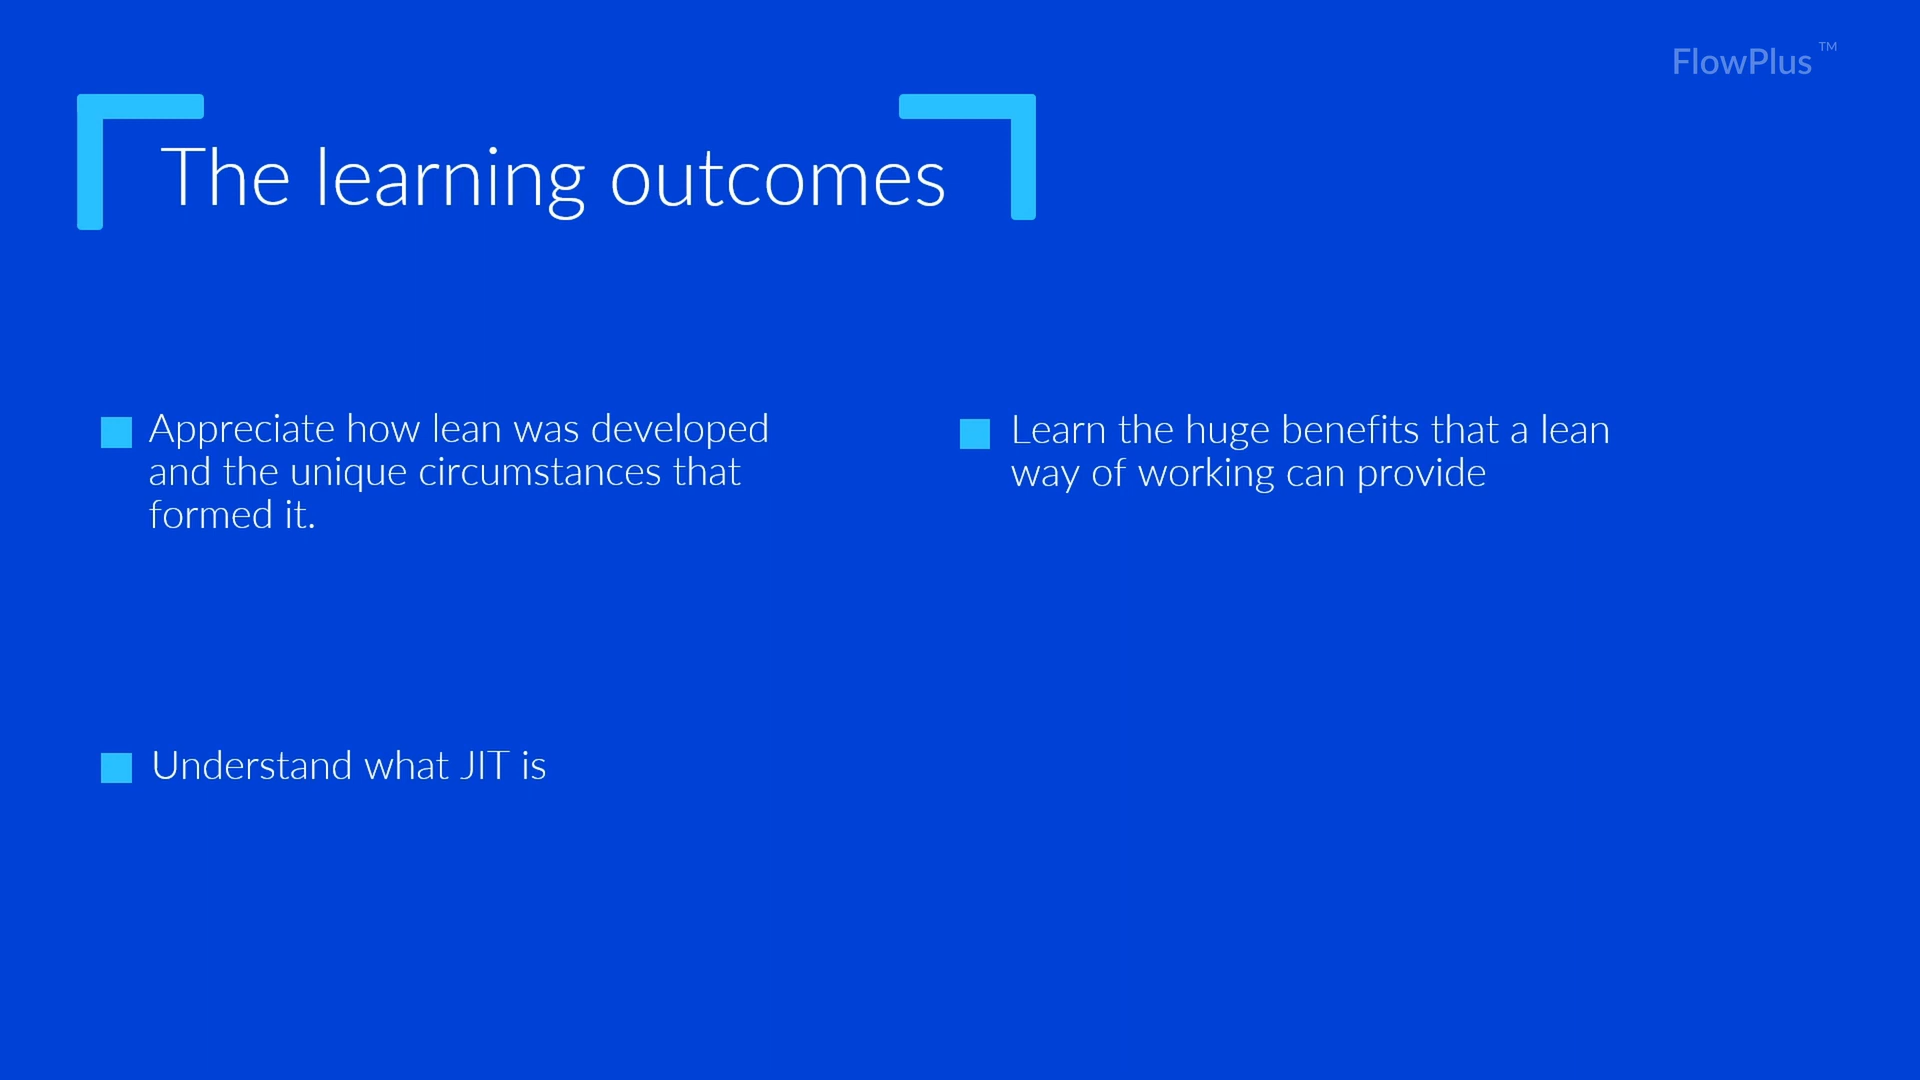 FlowPlus™
The learning outcomes
Appreciate how lean was developed
and the unique circumstances that
formed it.
Learn the huge benefits that a lean
way of working can provide
Understand what JIT is